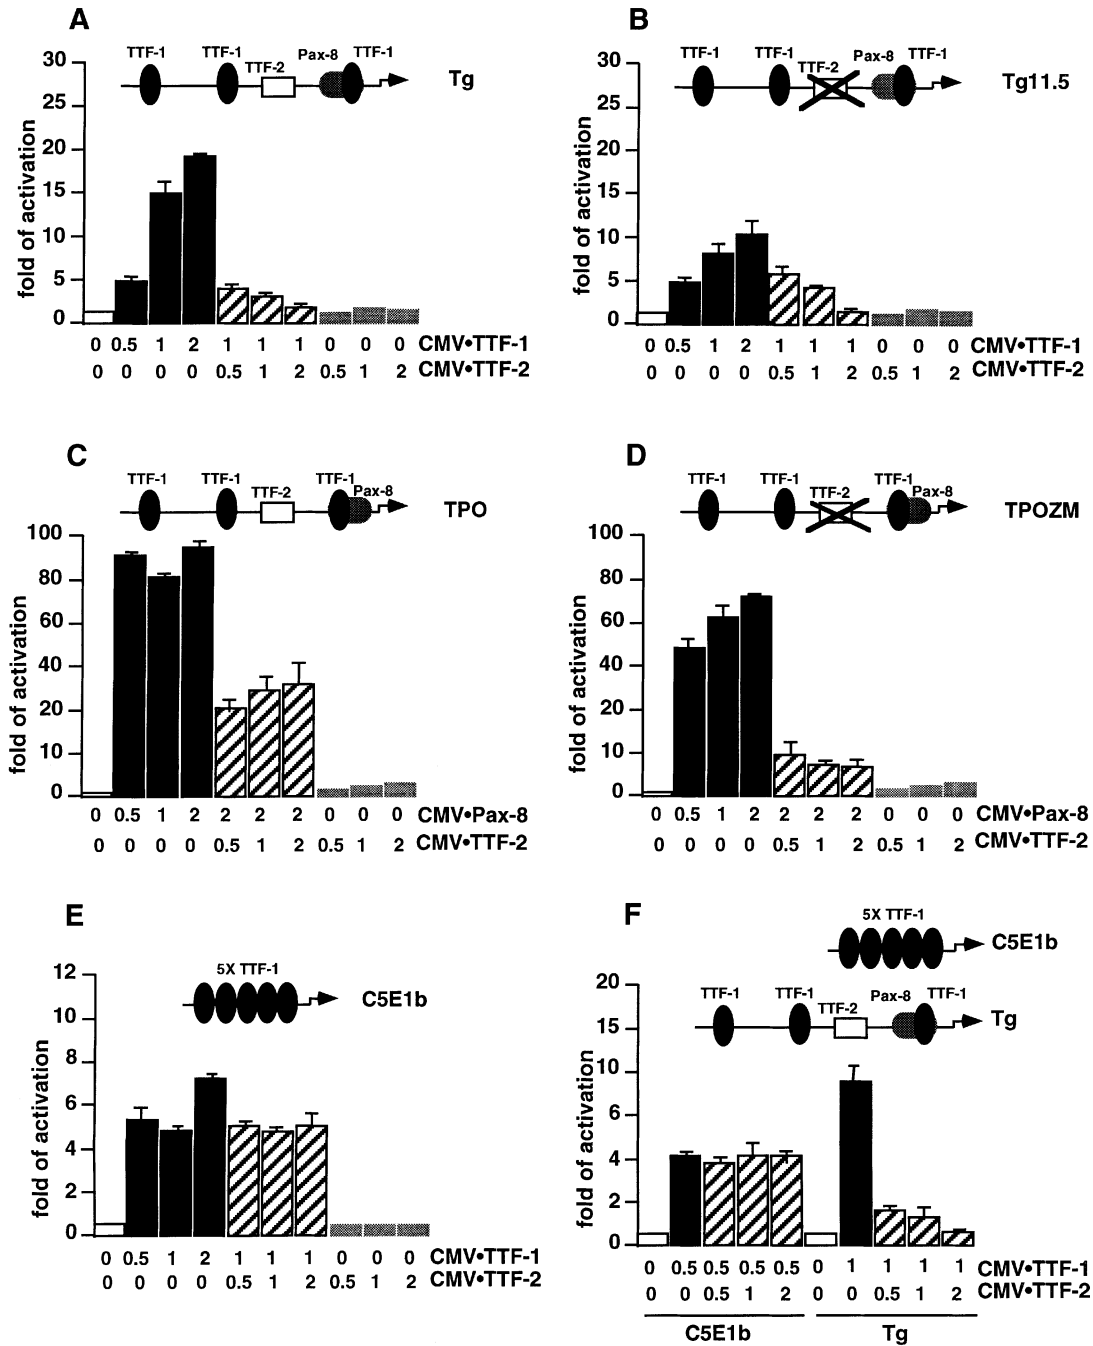 A
TTF-1 TTF-1 TTF-2 Pax-8 TTF-1
Tg
fold of activation
30
25
20
15
10
5
0
0 0.5 1 2 1 1 1 0 0 0 CMV•TTF-1
0 0 0 0 0.5 1 2 0.5 1 2 CMV•TTF-2
B
TTF-1 TTF-1 TTF-2 Pax-8 TTF-1
Tg11.5
fold of activation
30
25
20
15
10
5
0
0 0.5 1 2 1 1 1 0 0 0 CMV•TTF-1
0 0 0 0 0.5 1 2 0.5 1 2 CMV•TTF-2
C
TTF-1 TTF-1 TTF-2 TTF-1 Pax-8
TPO
fold of activation
100
80
60
40
20
10
0
0 0.5 1 2 2 2 2 0 0 0 CMV•Pax-8
0 0 0 0 0.5 1 2 0.5 1 2 CMV•TTF-2
D
TTF-1 TTF-1 TTF-2 TTF-1 Pax-8
TPOZM
fold of activation
100
80
60
40
20
10
0
0 0.5 1 2 2 2 2 0 0 0 CMV•Pax-8
0 0 0 0 0.5 1 2 0.5 1 2 CMV•TTF-2
E
5X TTF-1
C5E1b
fold of activation
12
10
8
6
4
2
0
0 0.5 1 2 1 1 1 0 0 0 CMV•TTF-1
0 0 0 0 0.5 1 2 0.5 1 2 CMV•TTF-2
F
5X TTF-1
C5E1b
TTF-1 TTF-1 TTF-2 Pax-8 TTF-1
Tg
fold of activation
20
15
10
6
4
2
0
0 0.5 0.5 0.5 0.5 0 1 1 1 1 CMV•TTF-1
0 0 0.5 1 2 0 0 0.5 1 2 CMV•TTF-2
C5E1b Tg